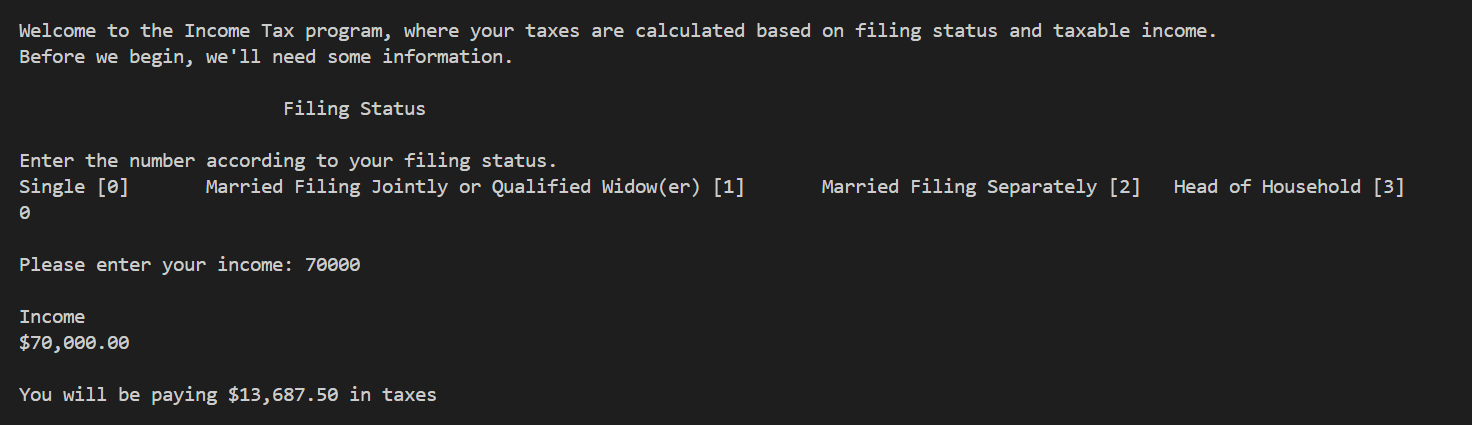 Welcome to the Income Tax program, where your taxes are calculated based on filing status and taxable income.
Before we begin, we'll need some information.
Filing Status
Enter the number according to your filing status.
Single [0] Married Filing Jointly or Qualified Widow(er) [1] Married Filing Separately [2] Head of Household [3]
0
Please enter your income: 70000
Income
$70,000.00
You will be paying $13,687.50 in taxes